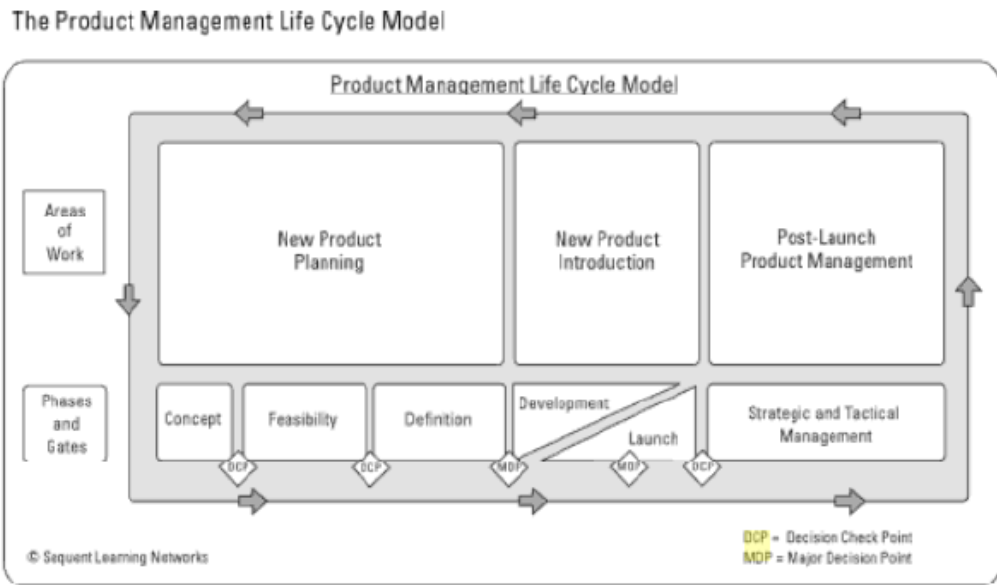 The Product Management Life Cycle Model
Product Management Life Cycle Model
Areas
of
Work
New Product
Planning
New Product
Introduction
Post-Launch
Product Management
Phases
and
Gates
Concept
Feasibility
Definition
Development
Launch
Strategic and Tactical
Management
DCP
DCP
MDP
MDP
DCP
© Sequent Learning Networks
DCP = Decision Check Point
MDP = Major Decision Point